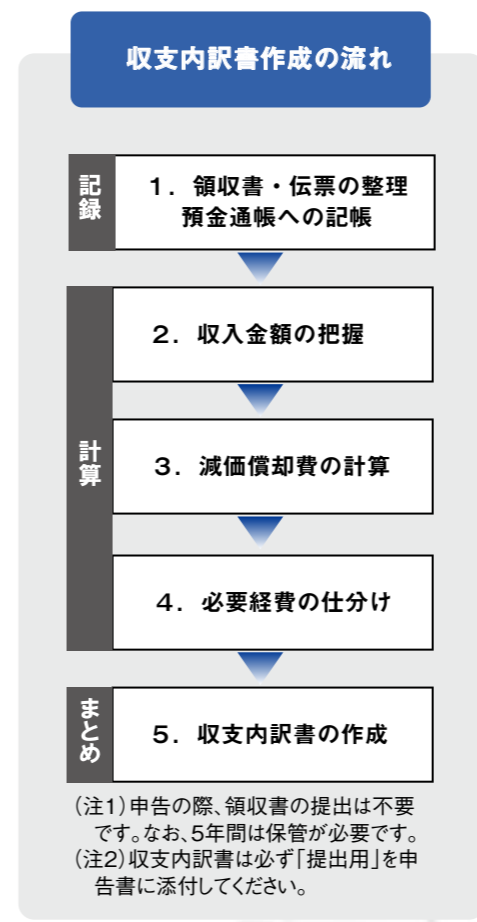 収支内訳書作成の流れ
記録
1．領収書・伝票の整理
預金通帳への記帳
計算
2．収入金額の把握
3．減価償却費の計算
4．必要経費の仕分け
まとめ
5．収支内訳書の作成
(注1)申告の際、領収書の提出は不要
です。なお、5年間は保管が必要です。
(注2)収支内訳書は必ず「提出用」を申
告書に添付してください。